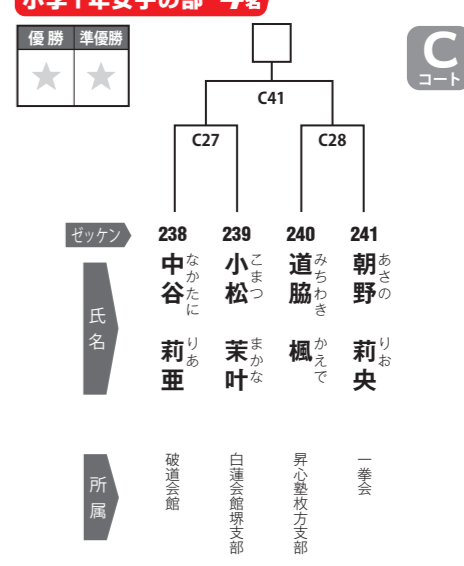 小学1年女子の部 4名
優勝 準優勝
C
コート
C41
C27 C28
ゼッケン 238 239 240 241
氏名
中谷 莉亜
なかたに りあ
小松 茉叶
こまつ まかな
道脇 楓
みちわき かえで
朝野 莉央
あさの りお
所属
破道会館
白蓮会館堺支部
昇心塾枚方支部
一拳会